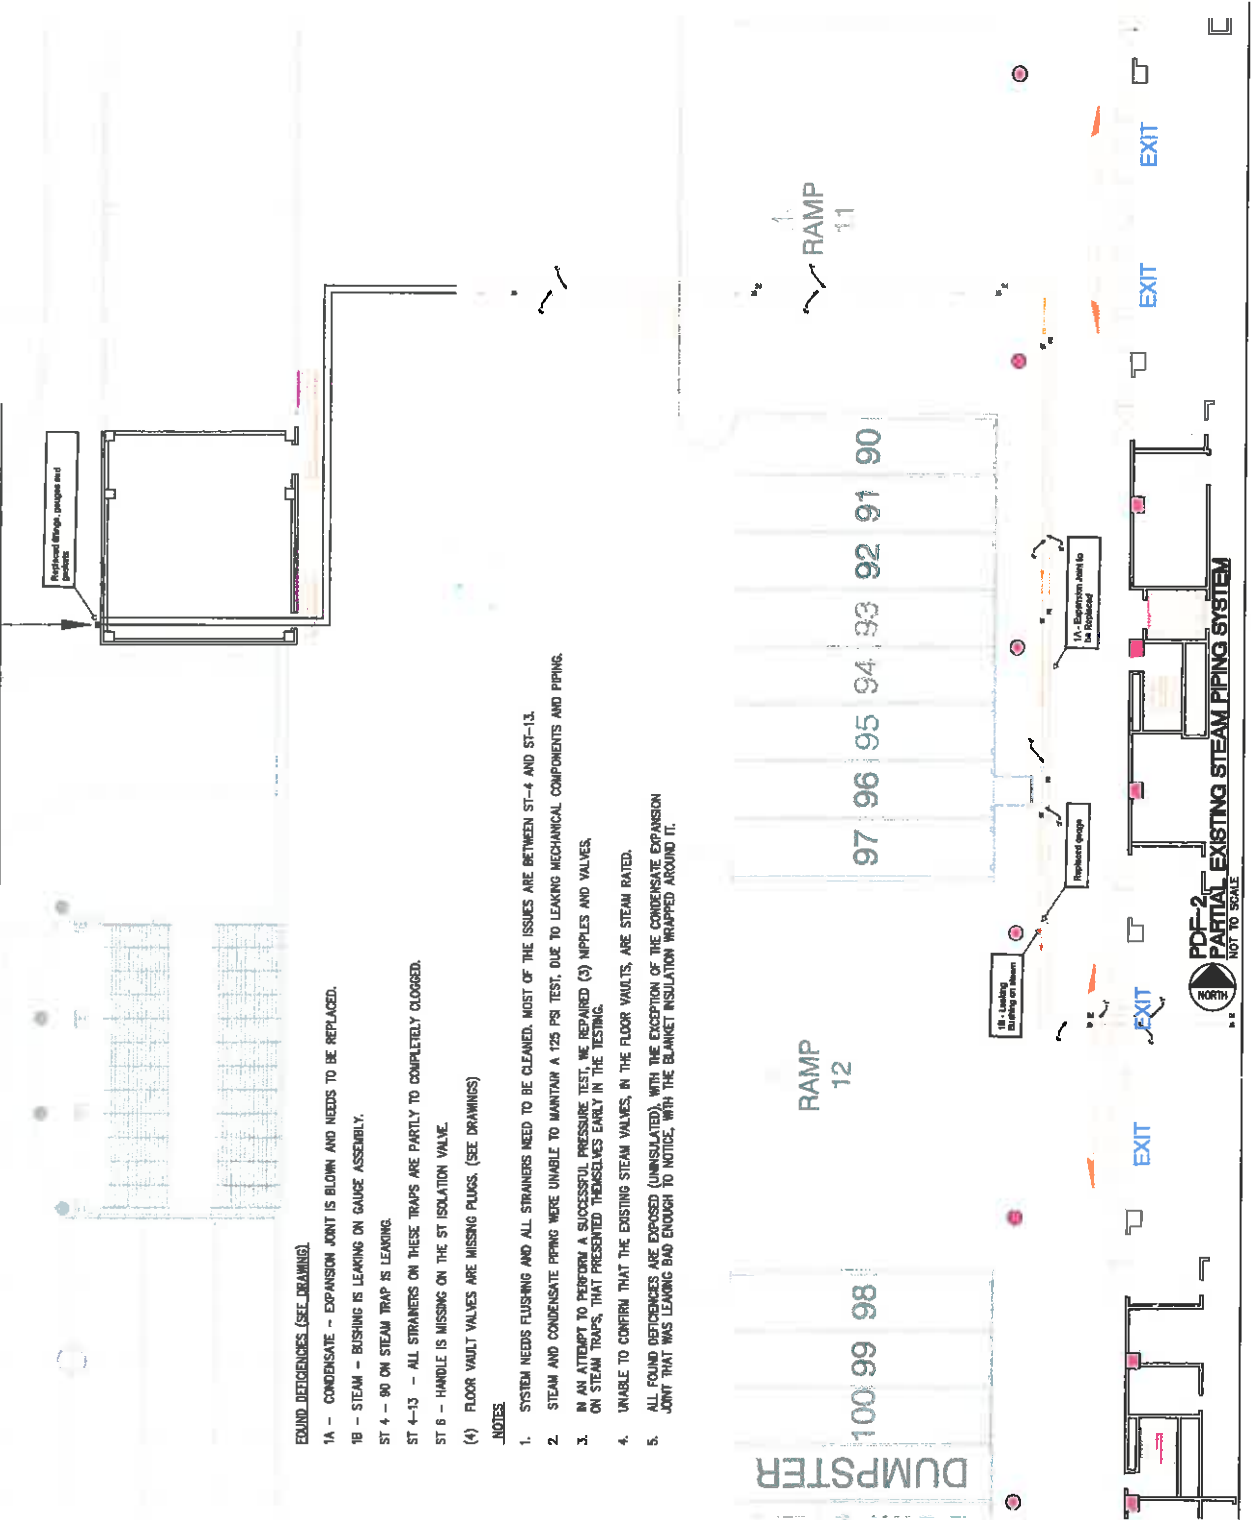 FOUND DEFICIENCIES (SEE DRAWING)
1A - CONDENSATE - EXPANSION JOINT IS BLOWN AND NEEDS TO BE REPLACED.
1B - STEAM - BUSHING IS LEAKING ON GAUGE ASSEMBLY.
ST 4 - 90 ON STEAM TRAP IS LEAKING.
ST 4-13 - ALL STRAINERS ON THESE TRAPS ARE PARTLY TO COMPLETELY CLOGGED.
ST 6 - HANDLE IS MISSING ON THE ST ISOLATION VALVE.
(4) FLOOR VAULT VALVES ARE MISSING PLUGS, (SEE DRAWINGS)
NOTES
1. SYSTEM NEEDS FLUSHING AND ALL STRAINERS NEED TO BE CLEANED. MOST OF THE ISSUES ARE BETWEEN ST-4 AND ST-13.
2. STEAM AND CONDENSATE PIPING WERE UNABLE TO MAINTAIN A 125 PSI TEST, DUE TO LEAKING MECHANICAL COMPONENTS AND PIPING.
3. IN AN ATTEMPT TO PERFORM A SUCCESSFUL PRESSURE TEST, WE REPAIRED (3) NIPPLES AND VALVES,
ON STEAM TRAPS, THAT PRESENTED THEMSELVES EARLY IN THE TESTING.
4. UNABLE TO CONFIRM THAT THE EXISTING STEAM VALVES, IN THE FLOOR VAULTS, ARE STEAM RATED.
5. ALL FOUND DEFICIENCES ARE EXPOSED (UNINSULATED), WITH THE EXCEPTION OF THE CONDENSATE EXPANSION
JOINT THAT WAS LEAKING BAD ENOUGH TO NOTICE, WITH THE BLANKET INSULATION WRAPPED AROUND IT.
Replaced fittings, gauges and
gaskets
DUMPSTER
100 99 98
RAMP
12
97 96 95 94 93 92 91 90
RAMP
11
1B - Leaking
Bushing on steam
Replaced gauge
1A - Expansion Joint to
be Replaced
EXIT
EXIT
EXIT
EXIT
EXIT
NORTH
PDF-2
PARTIAL EXISTING STEAM PIPING SYSTEM
NOT TO SCALE